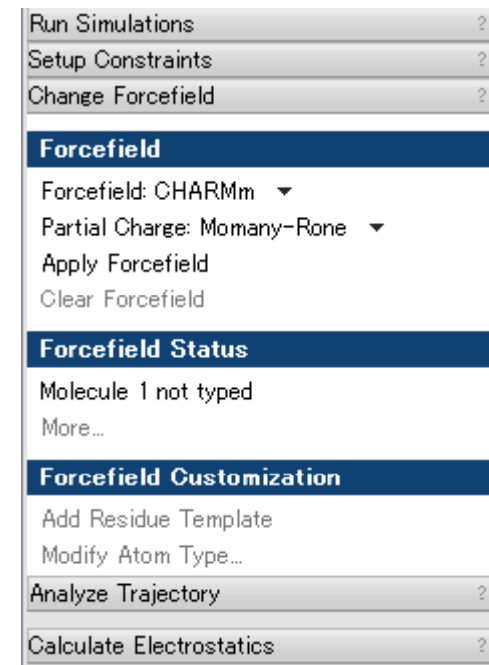 Run Simulations ?
Setup Constraints ?
Change Forcefield ?
Forcefield
Forcefield: CHARMm
Partial Charge: Momany-Rone
Apply Forcefield
Clear Forcefield
Forcefield Status
Molecule 1 not typed
More...
Forcefield Customization
Add Residue Template
Modify Atom Type...
Analyze Trajectory ?
Calculate Electrostatics ?